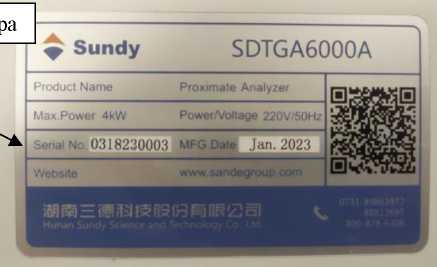 pa
Sundy SDTGA6000A
Product Name Proximate Analyzer
Max.Power 4kW Power/Voltage 220V/50Hz
Serial No. 0318230003 MFG Date Jan. 2023
Website www.sandegroup.com
湖南三德科技股份有限公司
Hunan Sundy Science and Technology Co., Ltd.